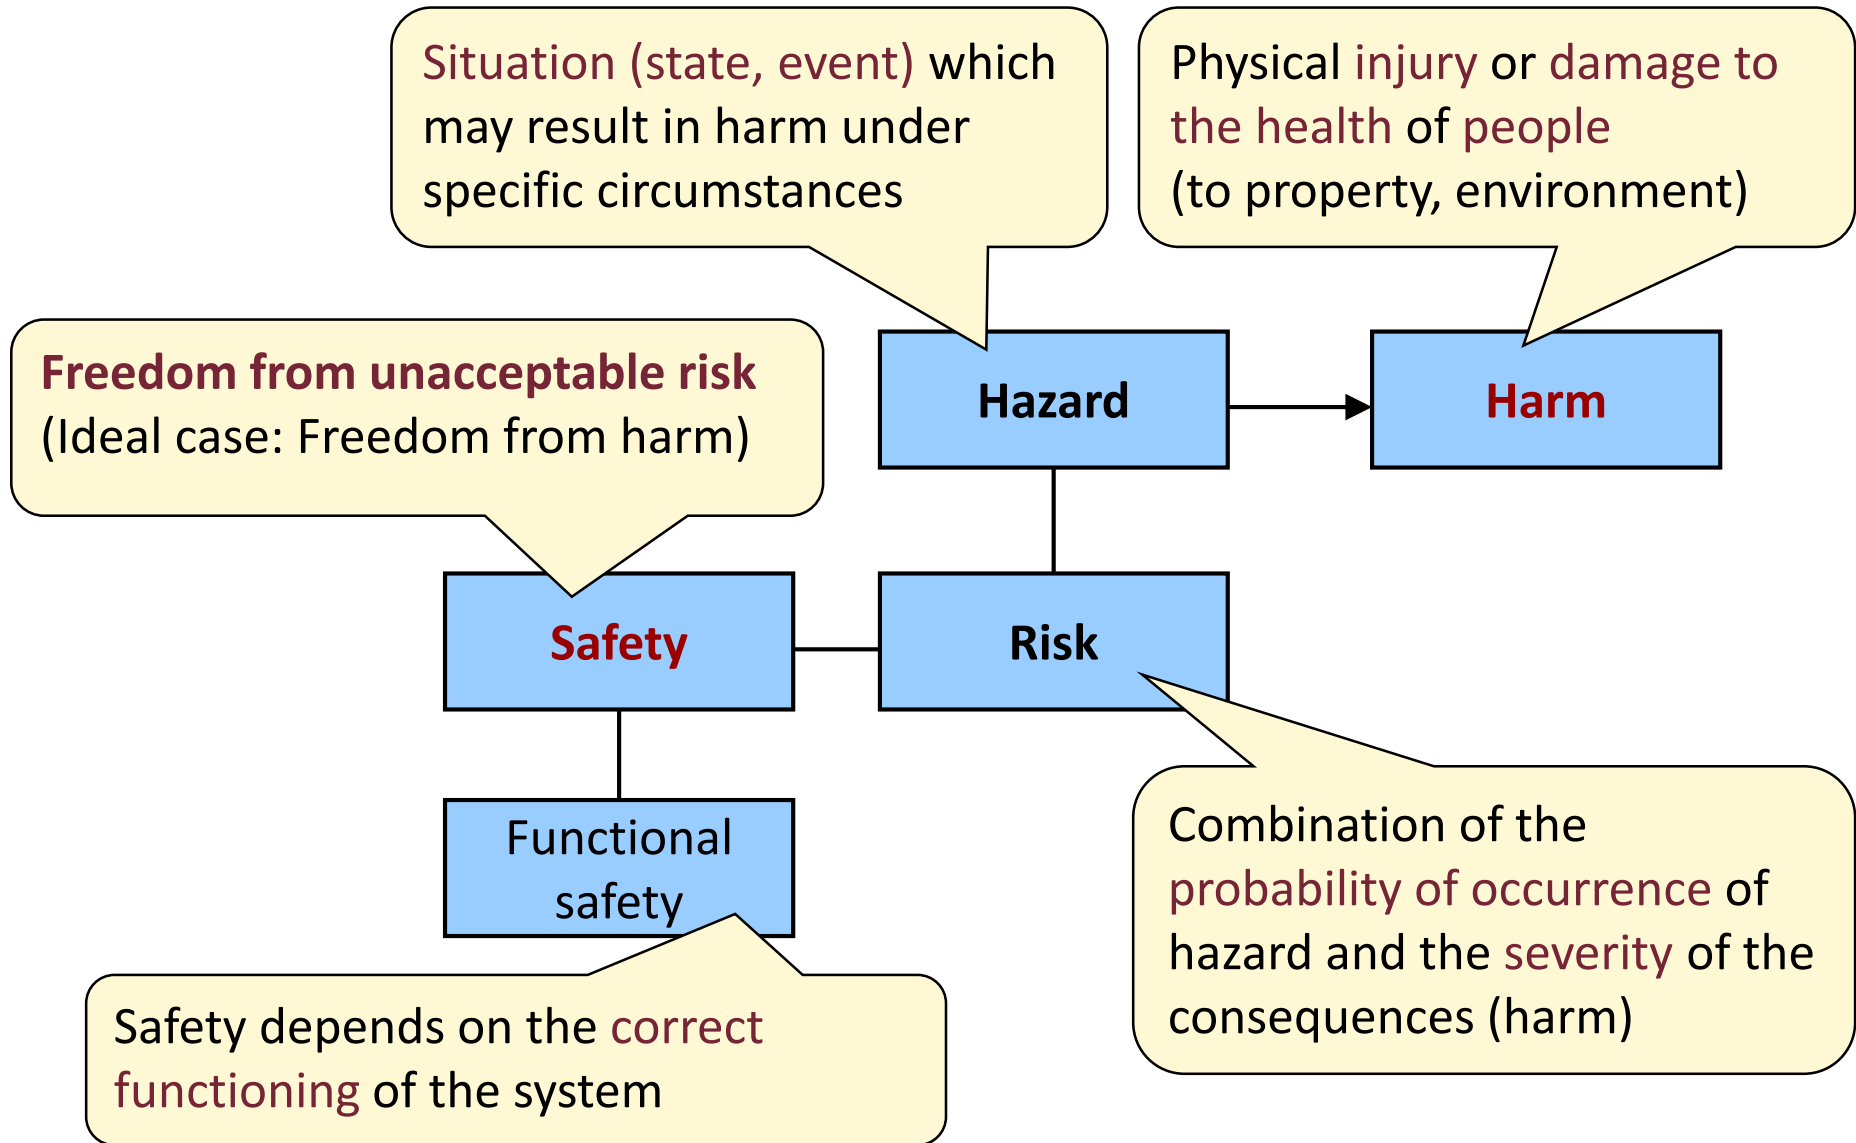 Situation (state, event) which
may result in harm under
specific circumstances
Physical injury or damage to
the health of people
(to property, environment)
Freedom from unacceptable risk
(Ideal case: Freedom from harm)
Hazard
Harm
Safety
Risk
Functional
safety
Combination of the
probability of occurrence of
hazard and the severity of the
consequences (harm)
Safety depends on the correct
functioning of the system